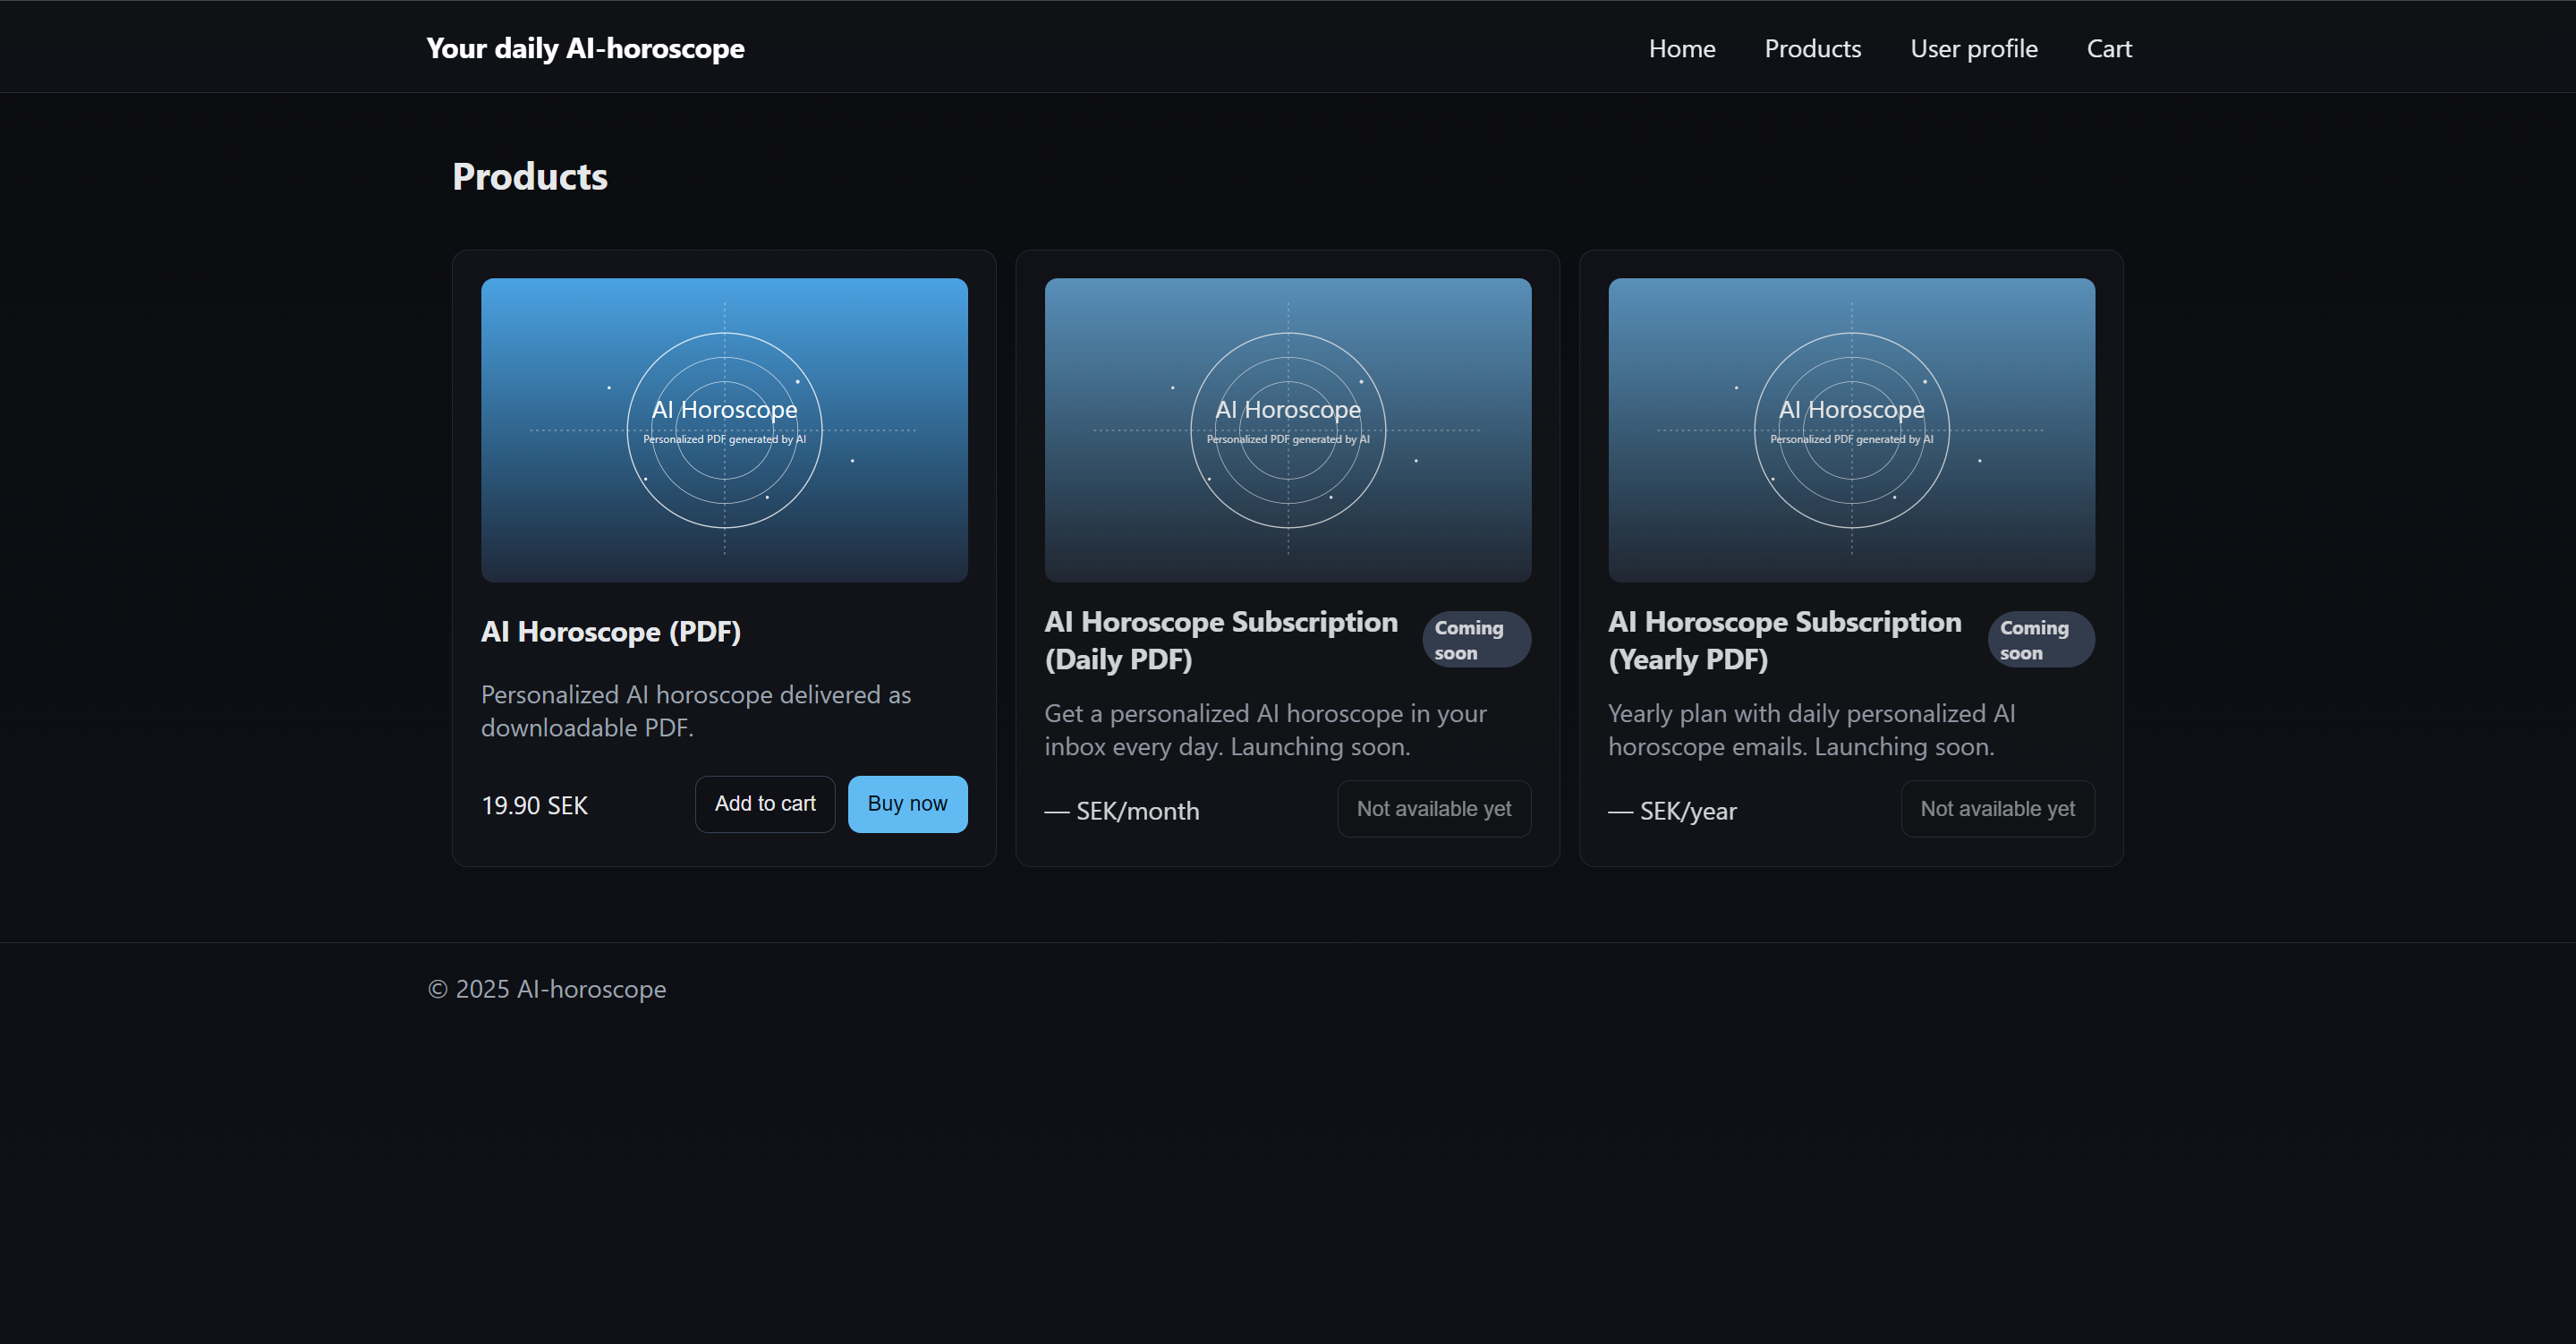 Your daily AI-horoscope
Home Products User profile Cart
Products
AI Horoscope
Personalized PDF generated by AI
AI Horoscope (PDF)
Personalized AI horoscope delivered as
downloadable PDF.
19.90 SEK
Add to cart
Buy now
AI Horoscope
Personalized PDF generated by AI
AI Horoscope Subscription
(Daily PDF)
Coming
soon
Get a personalized AI horoscope in your
inbox every day. Launching soon.
— SEK/month
Not available yet
AI Horoscope
Personalized PDF generated by AI
AI Horoscope Subscription
(Yearly PDF)
Coming
soon
Yearly plan with daily personalized AI
horoscope emails. Launching soon.
— SEK/year
Not available yet
© 2025 AI-horoscope